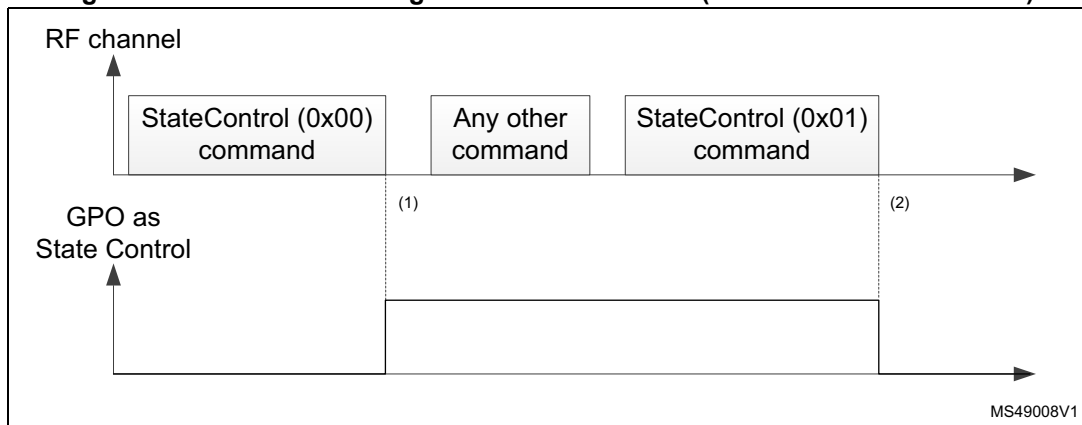 RF channel
StateControl (0x00)
command
Any other
command
StateControl (0x01)
command
(1)
(2)
GPO as
State Control
MS49008V1